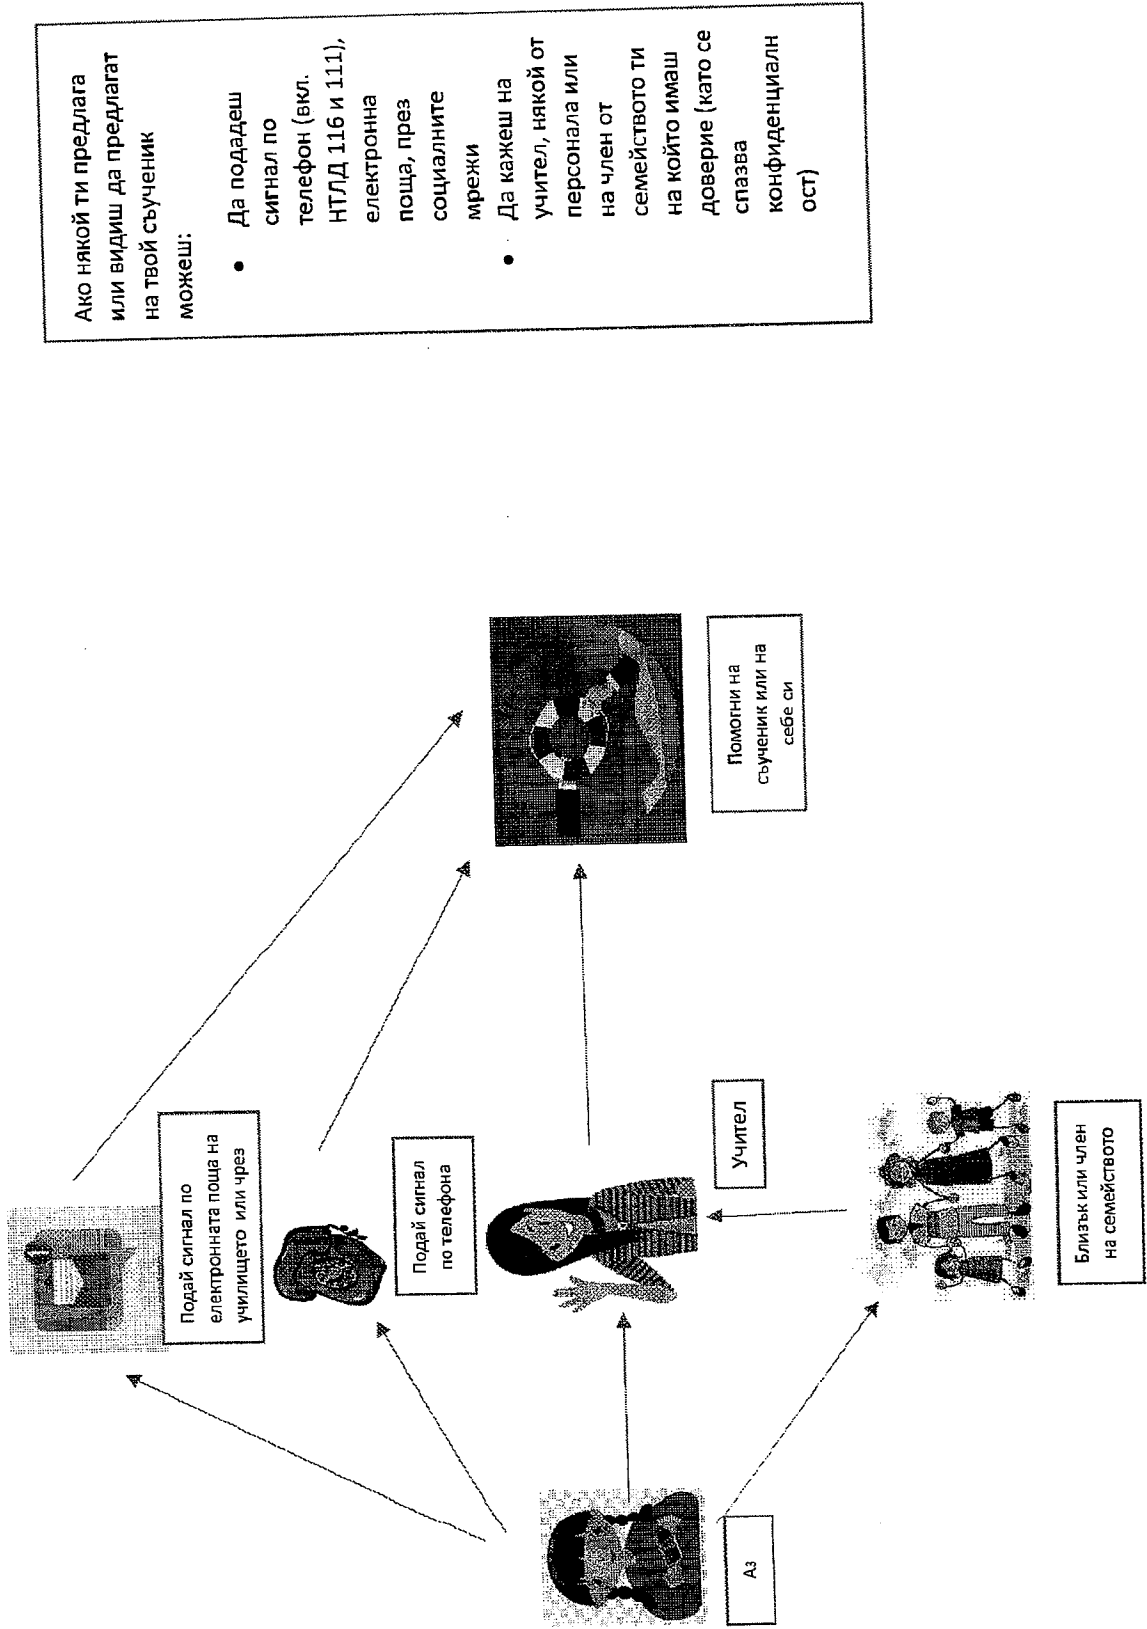 Ако някой ти предлага
или видиш да предлагат
на твой съученик
можеш:
• Да подадеш
сигнал по
телефон (вкл.
НТЛД 116 и 111),
електронна
поща, през
социалните
мрежи
• Да кажеш на
учител, някой от
персонала или
на член от
семейството ти
на който имаш
доверие (като се
спазва
конфиденциалн
ост)
Подай сигнал по
електронната поща на
училището или чрез
Подай сигнал
по телефона
Учител
Близък или член
на семейството
Аз
Помогни на
съученик или на
себе си